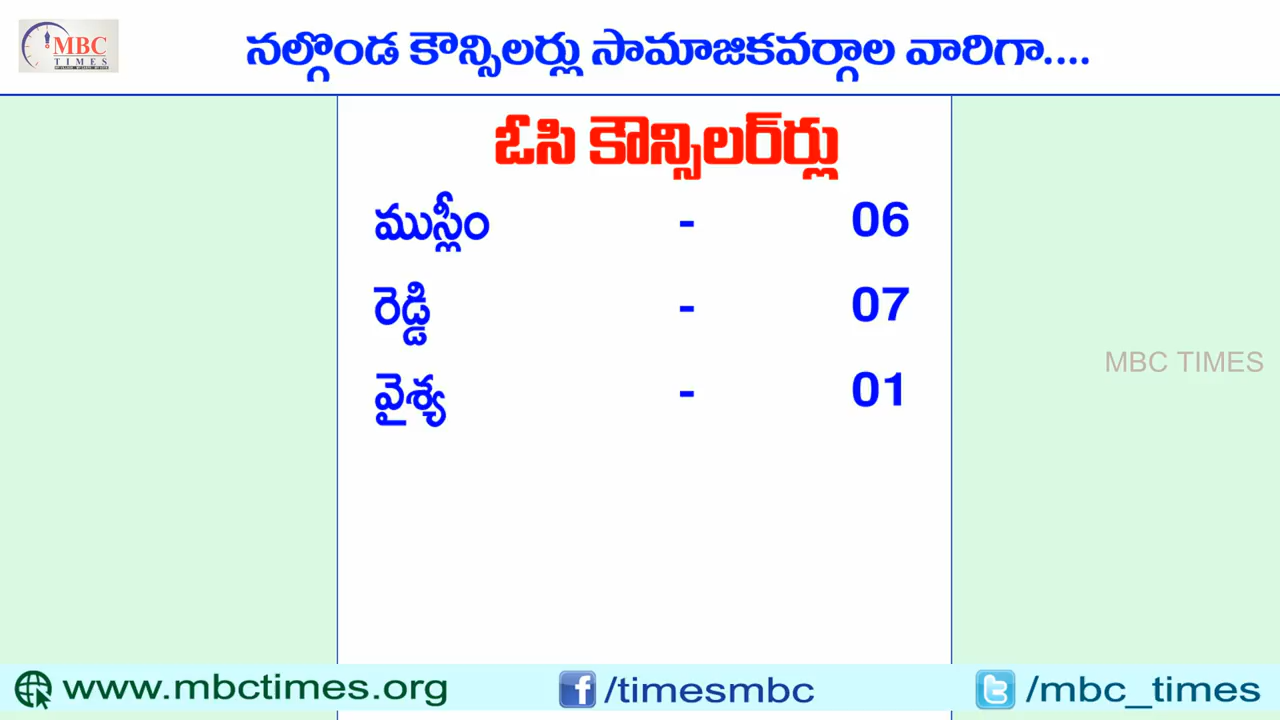 MBC
TIMES
నల్గొండ కౌన్సిలర్లు సామాజికవర్గాల వారిగా....
ఓసి కౌన్సిలర్‌ర్లు
ముస్లీం - 06
రెడ్డి - 07
వైశ్య - 01
MBC TIMES
www.mbctimes.org
/timesmbc
/mbc_times